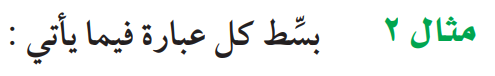 مثال ٢ بسِّط كل عبارة فيما يأتي :